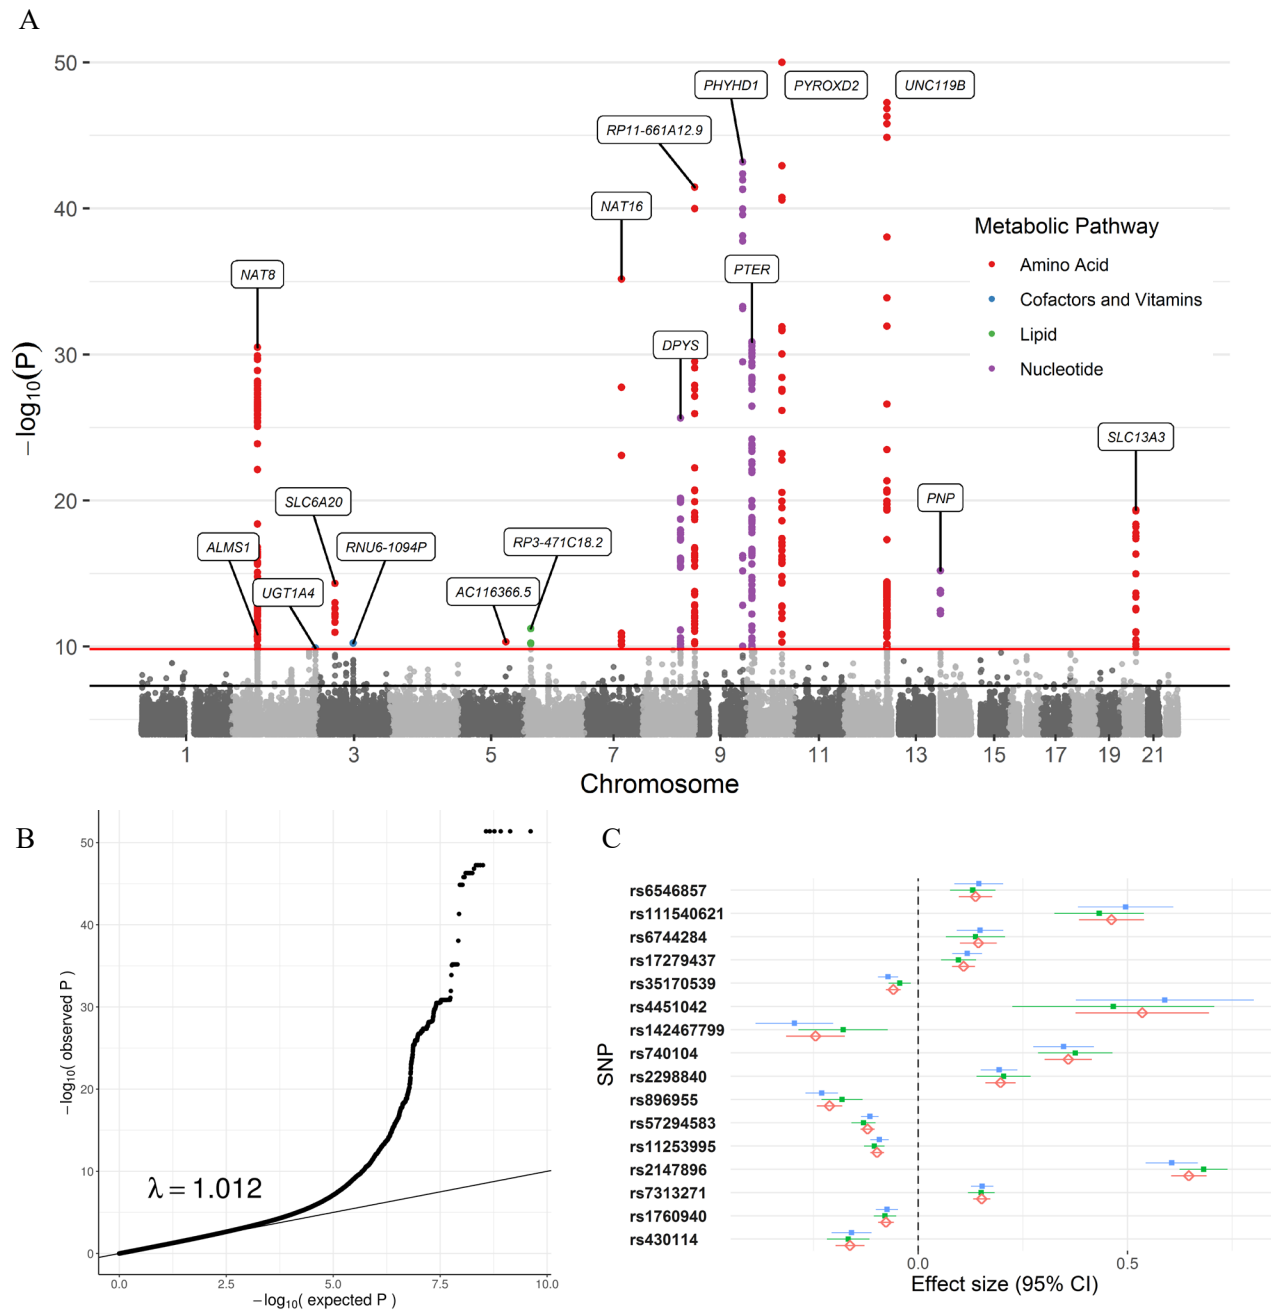 A
50
40
30
20
10
−log10(P)
PHYHD1
PYROXD2
UNC119B
RP11-661A12.9
NAT16
NAT8
PTER
DPYS
SLC13A3
SLC6A20
PNP
ALMS1
RNU6-1094P
RP3-471C18.2
UGT1A4
AC116366.5
Metabolic Pathway
Amino Acid
Cofactors and Vitamins
Lipid
Nucleotide
1 3 5 7 9 11 13 15 17 19 21
Chromosome
B
50
40
30
20
10
0
−log10( observed P )
λ = 1.012
0.0 2.5 5.0 7.5 10.0
−log10( expected P )
C
SNP
rs6546857
rs111540621
rs6744284
rs17279437
rs35170539
rs4451042
rs142467799
rs740104
rs2298840
rs896955
rs57294583
rs11253995
rs2147896
rs7313271
rs1760940
rs430114
0.0 0.5
Effect size (95% CI)